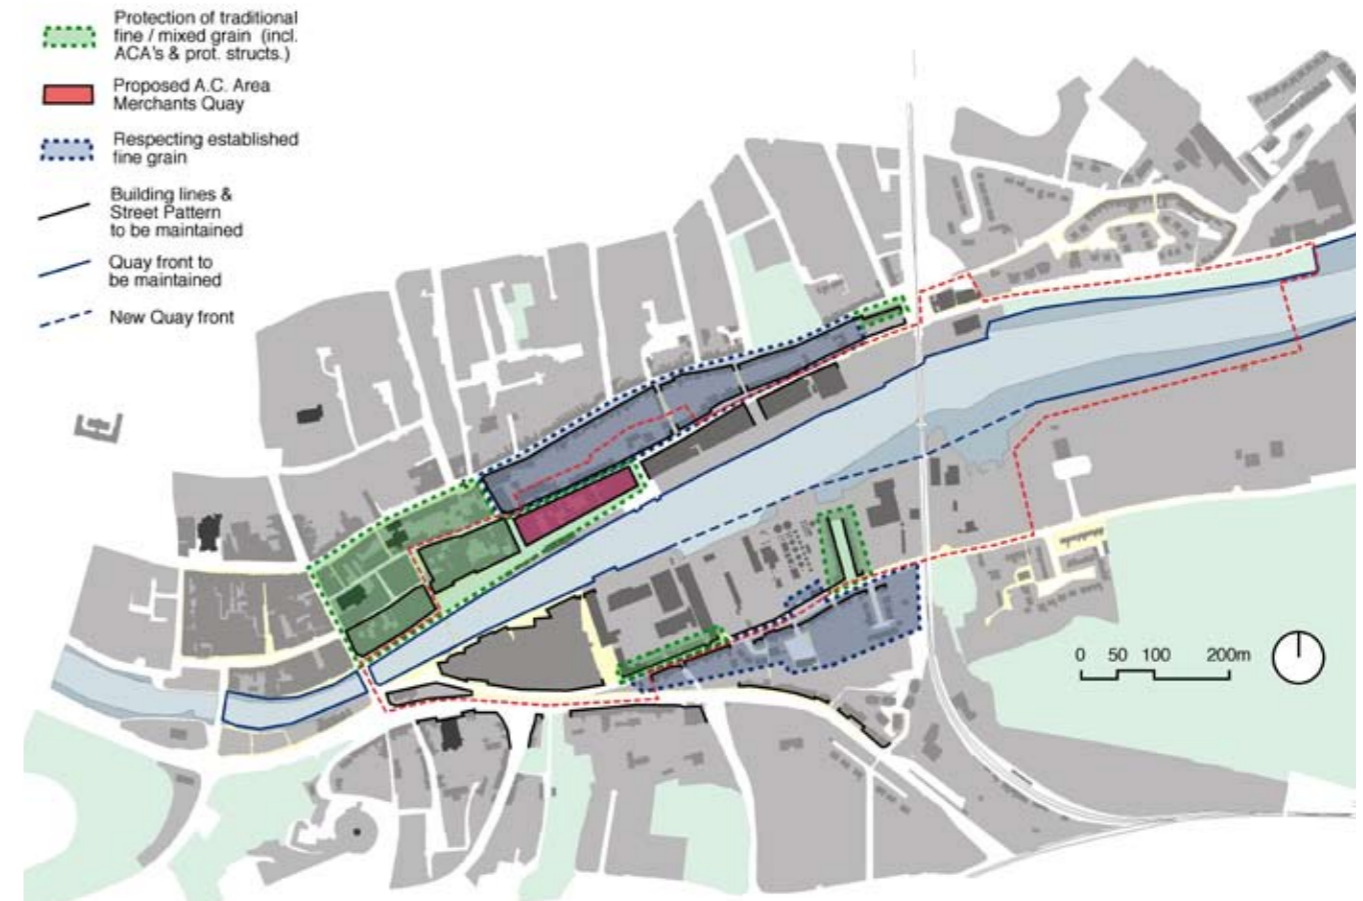 Protection of traditional
fine / mixed grain (incl.
ACA's & prot. structs.)
Proposed A.C. Area
Merchants Quay
Respecting established
fine grain
Building lines &
Street Pattern
to be maintained
Quay front to
be maintained
New Quay front
0 50 100 200m